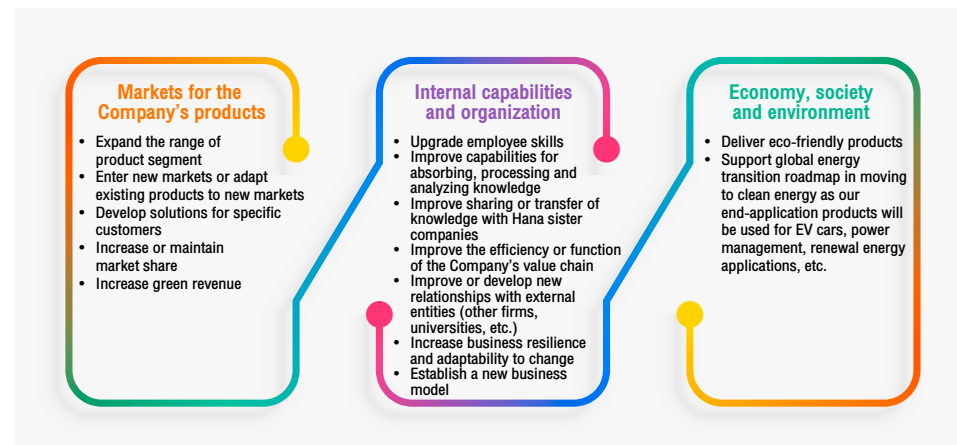 Markets for the
Company's products
• Expand the range of
product segment
• Enter new markets or adapt
existing products to new markets
• Develop solutions for specific
customers
• Increase or maintain
market share
• Increase green revenue
Internal capabilities
and organization
• Upgrade employee skills
• Improve capabilities for
absorbing, processing and
analyzing knowledge
• Improve sharing or transfer of
knowledge with Hana sister
companies
• Improve the efficiency or function
of the Company's value chain
• Improve or develop new
relationships with external
entities (other firms,
universities, etc.)
• Increase business resilience
and adaptability to change
• Establish a new business
model
Economy, society
and environment
• Deliver eco-friendly products
• Support global energy
transition roadmap in moving
to clean energy as our
end-application products will
be used for EV cars, power
management, renewal energy
applications, etc.